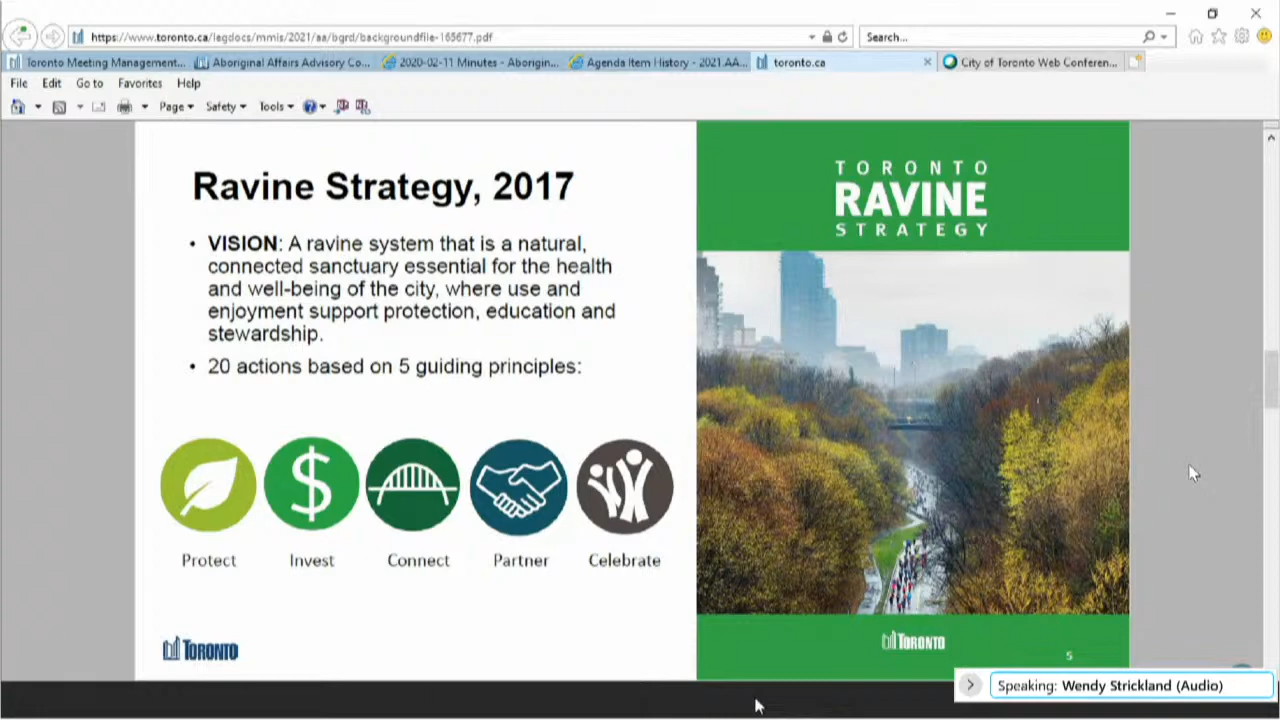 https://www.toronto.ca/legdocs/mmis/2021/aa/bgrd/backgroundfile-165677.pdf
Search...
Toronto Meeting Management...
Aboriginal Affairs Advisory Co...
2020-02-11 Minutes - Aborigin...
Agenda Item History - 2021.AA...
toronto.ca
City of Toronto Web Conferen...
File Edit Go to Favorites Help
Page Safety Tools
Ravine Strategy, 2017
• VISION: A ravine system that is a natural,
connected sanctuary essential for the health
and well-being of the city, where use and
enjoyment support protection, education and
stewardship.
• 20 actions based on 5 guiding principles:
Protect
Invest
Connect
Partner
Celebrate
TORONTO
TORONTO
RAVINE
STRATEGY
TORONTO
5
Speaking: Wendy Strickland (Audio)